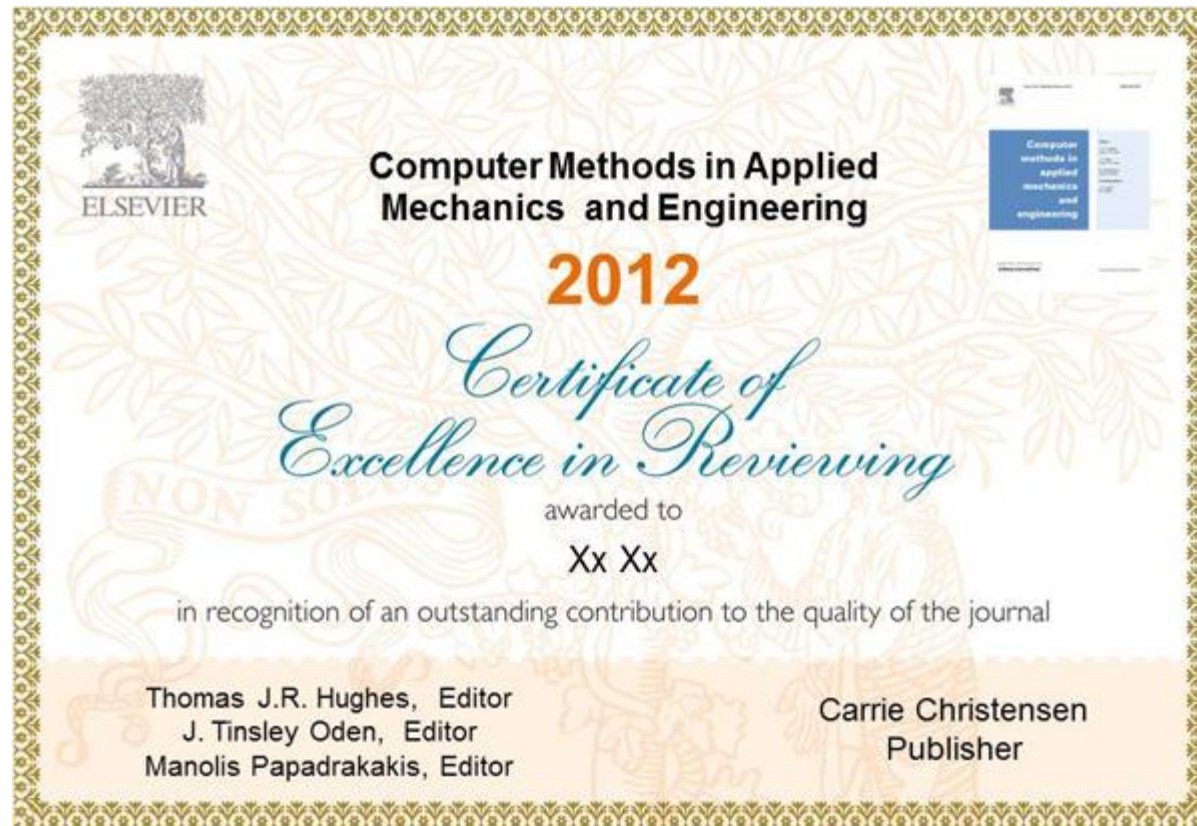 ELSEVIER
Computer Methods in Applied
Mechanics and Engineering
2012
Certificate of
Excellence in Reviewing
NON SOLUS
awarded to
Xx Xx
in recognition of an outstanding contribution to the quality of the journal
Thomas J.R. Hughes, Editor
J. Tinsley Oden, Editor
Manolis Papadrakakis, Editor
Carrie Christensen
Publisher
Computer
methods in
applied
mechanics
and
engineering